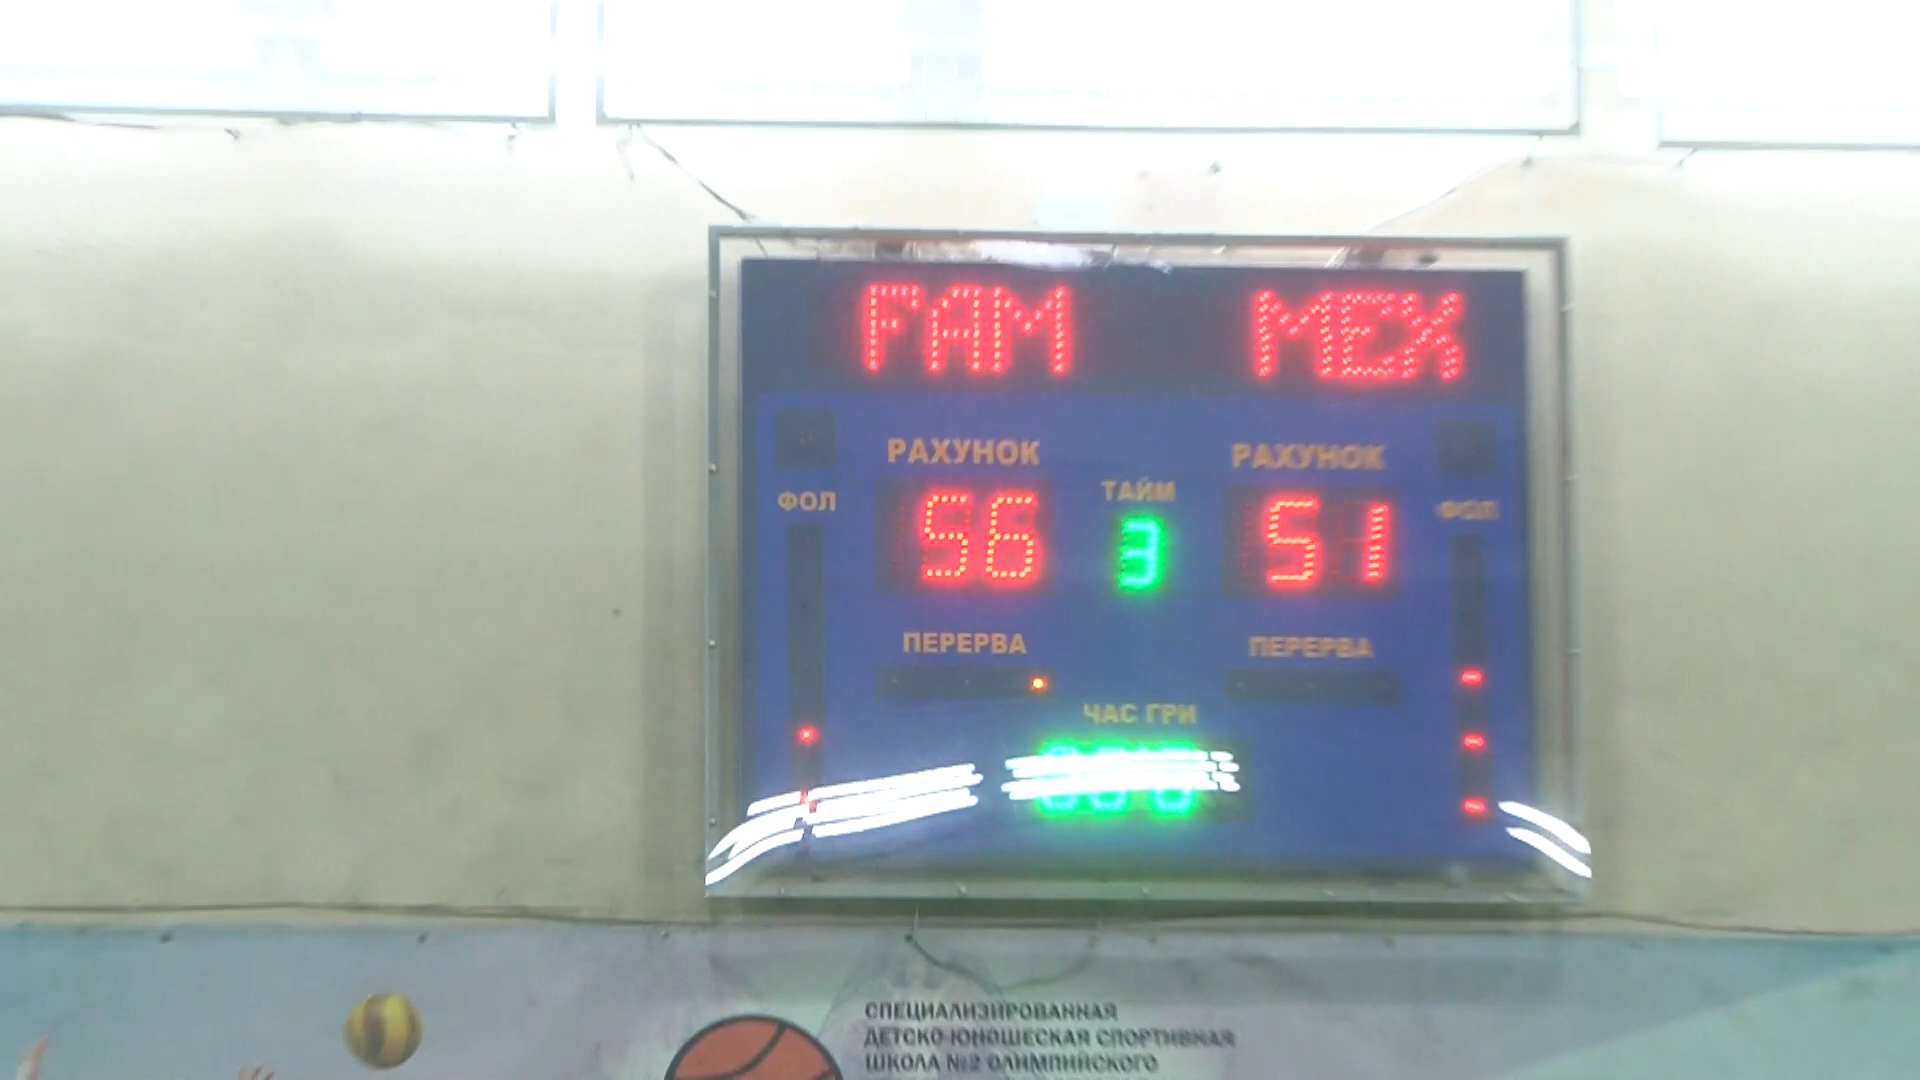 FAM MEX
РАХУНОК РАХУНОК
ФОЛ ТАЙМ ФОЛ
56 3 51
ПЕРЕРВА ПЕРЕРВА
ЧАС ГРИ
СПЕЦИАЛИЗИРОВАННАЯ
ДЕТСКО-ЮНОШЕСКАЯ СПОРТИВНАЯ
ШКОЛА №2 ОЛИМПИЙСКОГО